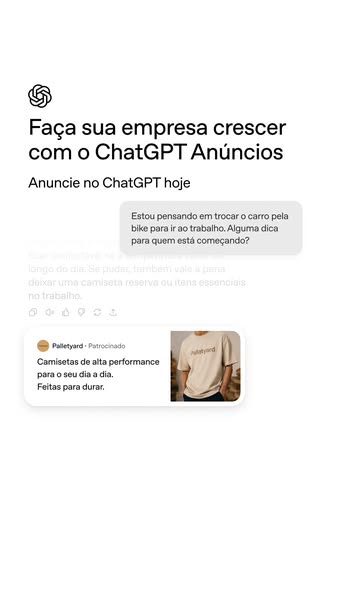 Faça sua empresa crescer
com o ChatGPT Anúncios
Anuncie no ChatGPT hoje
Estou pensando em trocar o carro pela
bike para ir ao trabalho. Alguma dica
para quem está começando?
longo do dia. Se puder, também vale a pena
deixar uma camiseta reserva ou itens essenciais
no trabalho.
Palletyard · Patrocinado
Camisetas de alta performance
para o seu dia a dia.
Feitas para durar.
Palletyard